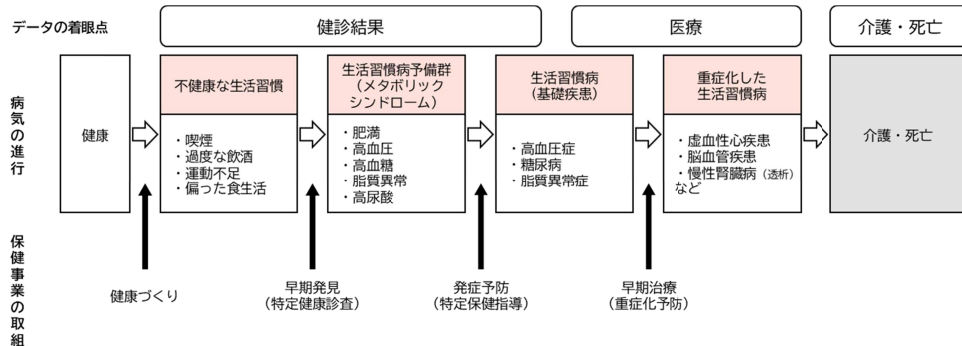 データの着眼点
健診結果
医療
介護・死亡
病気の進行
健康
不健康な生活習慣
・喫煙
・過度な飲酒
・運動不足
・偏った食生活
生活習慣病予備群
(メタボリック
シンドローム)
・肥満
・高血圧
・高血糖
・脂質異常
・高尿酸
生活習慣病
(基礎疾患)
・高血圧症
・糖尿病
・脂質異常症
重症化した
生活習慣病
・虚血性心疾患
・脳血管疾患
・慢性腎臓病(透析)
など
介護・死亡
保健事業の取組
健康づくり
早期発見
(特定健康診査)
発症予防
(特定保健指導)
早期治療
(重症化予防)